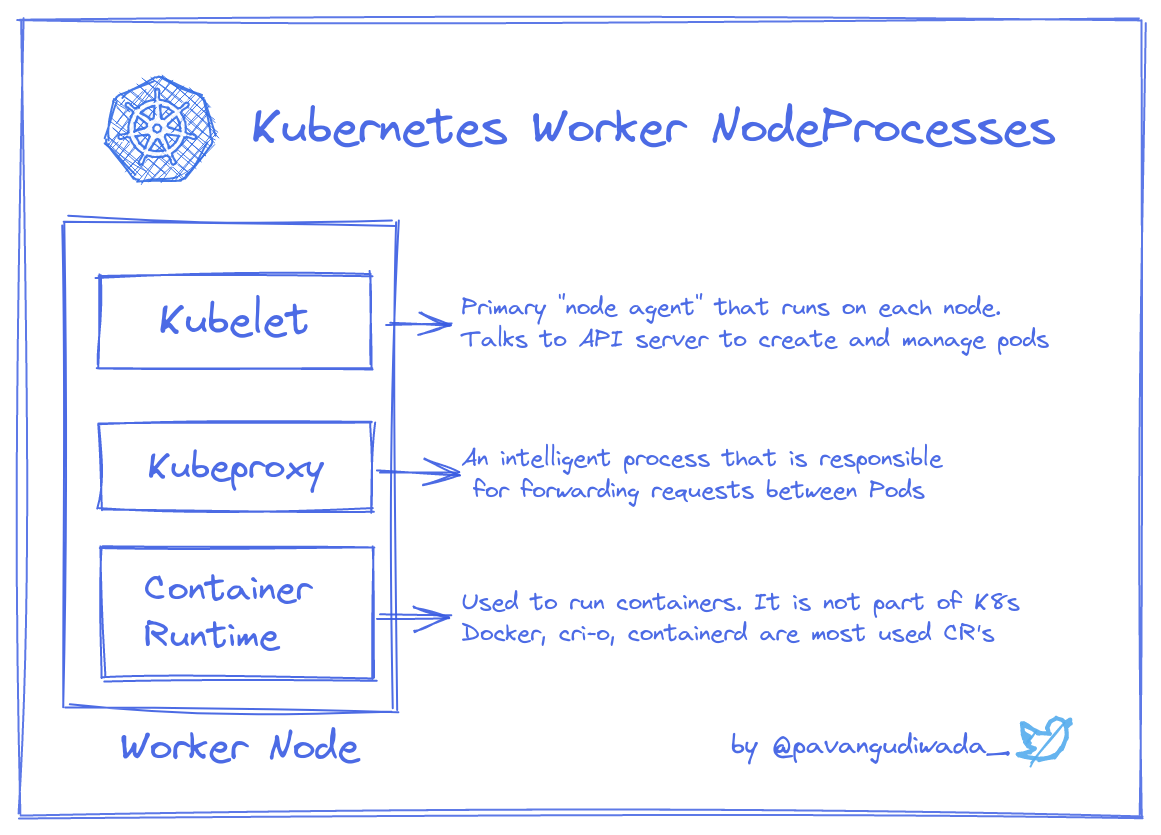 Kubernetes Worker NodeProcesses
Kubelet
Primary "node agent" that runs on each node.
Talks to API server to create and manage pods
Kubeproxy
An intelligent process that is responsible
for forwarding requests between Pods
Container
Runtime
Used to run containers. It is not part of K8s
Docker, cri-o, containerd are most used CR's
Worker Node
by @pavangudiwada_